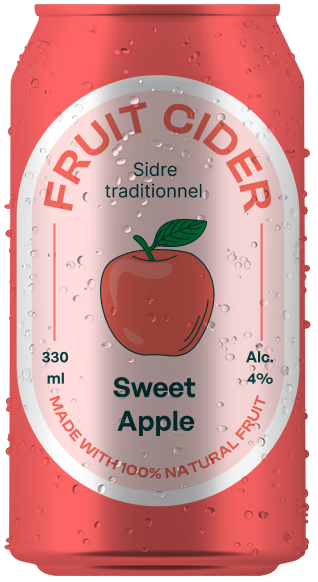 FRUIT CIDER
Sidre
traditionnel
330
ml
Alc.
4%
Sweet
Apple
MADE WITH 100% NATURAL FRUIT